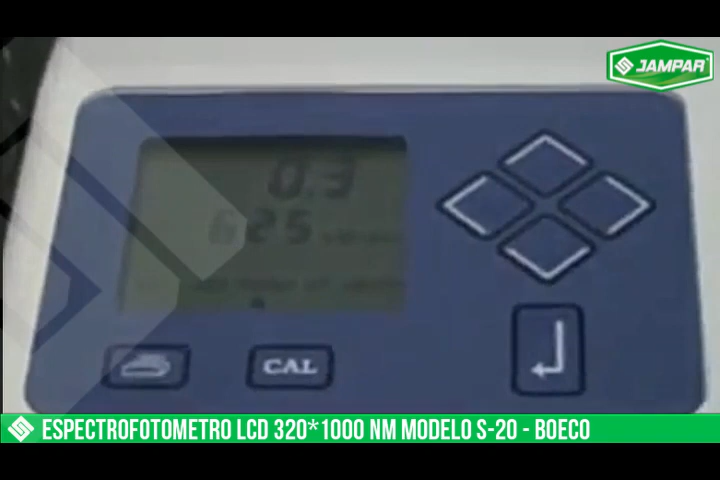 JAMPAR
0.3
625
CAL
ESPECTROFOTOMETRO LCD 320*1000 NM MODELO S-20 - BOECO